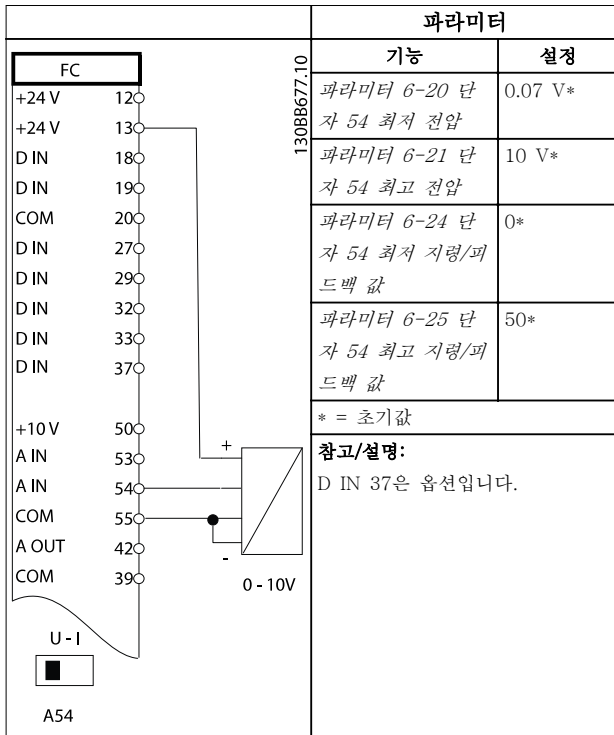 FC
+24 V 12
+24 V 13
D IN 18
D IN 19
COM 20
D IN 27
D IN 29
D IN 32
D IN 33
D IN 37
+10 V 50
A IN 53
A IN 54
COM 55
A OUT 42
COM 39
+
-
0 - 10V
U - I
A54
130BB677.10
파라미터
기능 설정
파라미터 6-20 단 0.07 V*
자 54 최저 전압
파라미터 6-21 단 10 V*
자 54 최고 전압
파라미터 6-24 단 0*
자 54 최저 지령/피
드백 값
파라미터 6-25 단 50*
자 54 최고 지령/피
드백 값
* = 초기값
참고/설명:
D IN 37은 옵션입니다.